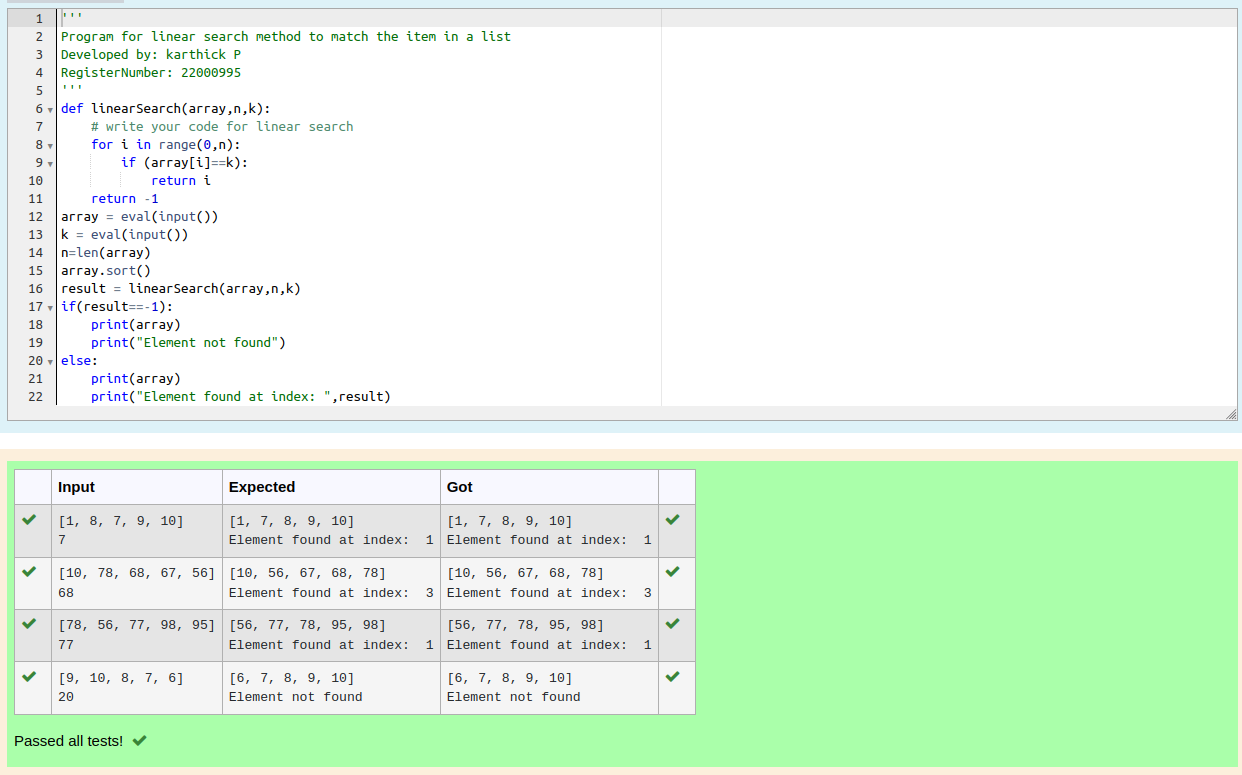 1 '''
2 Program for linear search method to match the item in a list
3 Developed by: karthick P
4 RegisterNumber: 22000995
5 '''
6 def linearSearch(array,n,k):
7     # write your code for linear search
8     for i in range(0,n):
9         if (array[i]==k):
10             return i
11     return -1
12 array = eval(input())
13 k = eval(input())
14 n=len(array)
15 array.sort()
16 result = linearSearch(array,n,k)
17 if(result==-1):
18     print(array)
19     print("Element not found")
20 else:
21     print(array)
22     print("Element found at index: ",result)
Input Expected Got
[1, 8, 7, 9, 10] [1, 7, 8, 9, 10] [1, 7, 8, 9, 10]
7 Element found at index:  1 Element found at index:  1
[10, 78, 68, 67, 56] [10, 56, 67, 68, 78] [10, 56, 67, 68, 78]
68 Element found at index:  3 Element found at index:  3
[78, 56, 77, 98, 95] [56, 77, 78, 95, 98] [56, 77, 78, 95, 98]
77 Element found at index:  1 Element found at index:  1
[9, 10, 8, 7, 6] [6, 7, 8, 9, 10] [6, 7, 8, 9, 10]
20 Element not found Element not found
Passed all tests!